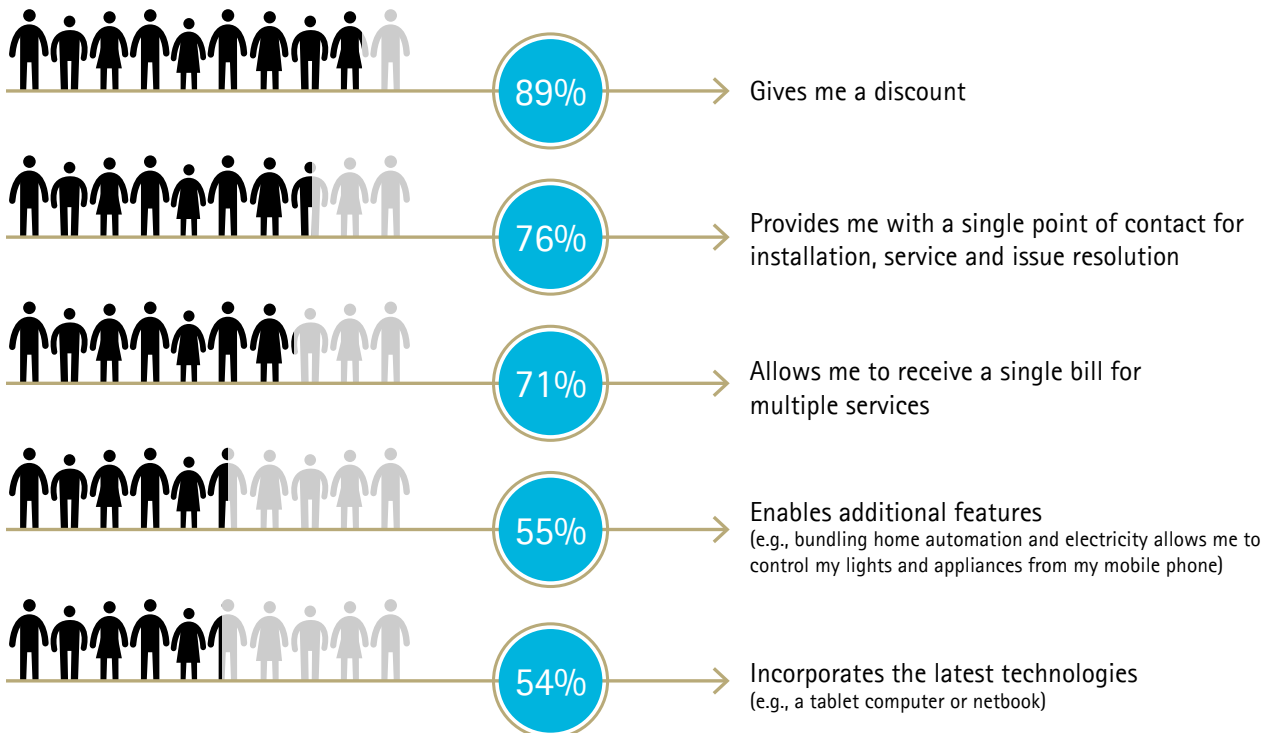 89%
Gives me a discount
76%
Provides me with a single point of contact for
installation, service and issue resolution
71%
Allows me to receive a single bill for
multiple services
55%
Enables additional features
(e.g., bundling home automation and electricity allows me to
control my lights and appliances from my mobile phone)
54%
Incorporates the latest technologies
(e.g., a tablet computer or netbook)